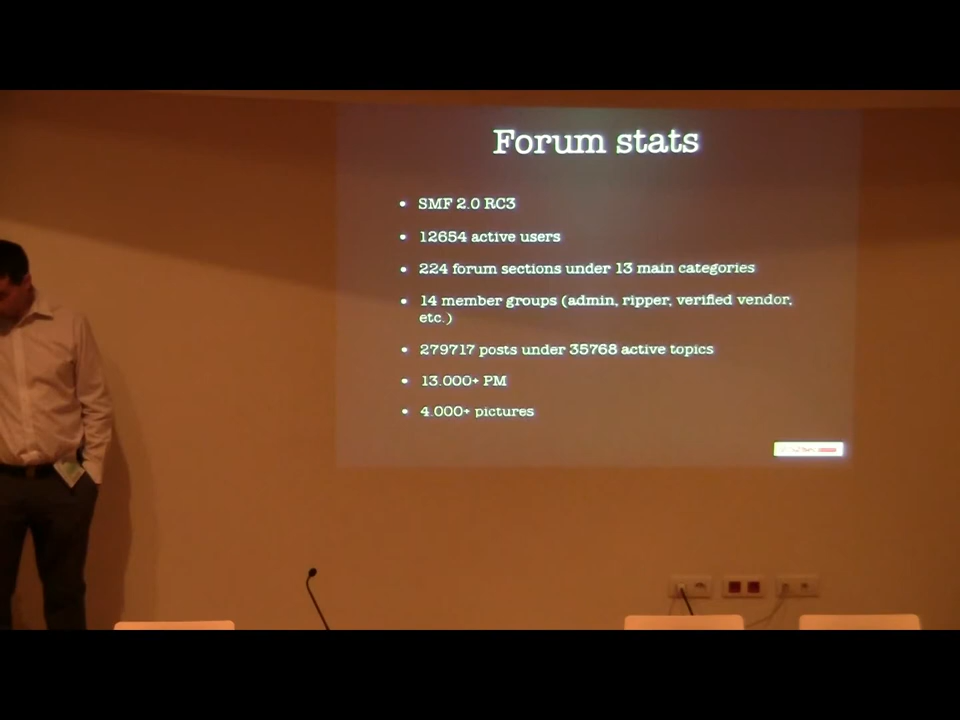 Forum stats
• SMF 2.0 RC3
• 12654 active users
• 224 forum sections under 13 main categories
• 14 member groups (admin, ripper, verified vendor,
etc.)
• 279717 posts under 35768 active topics
• 13.000+ PM
• 4.000+ pictures